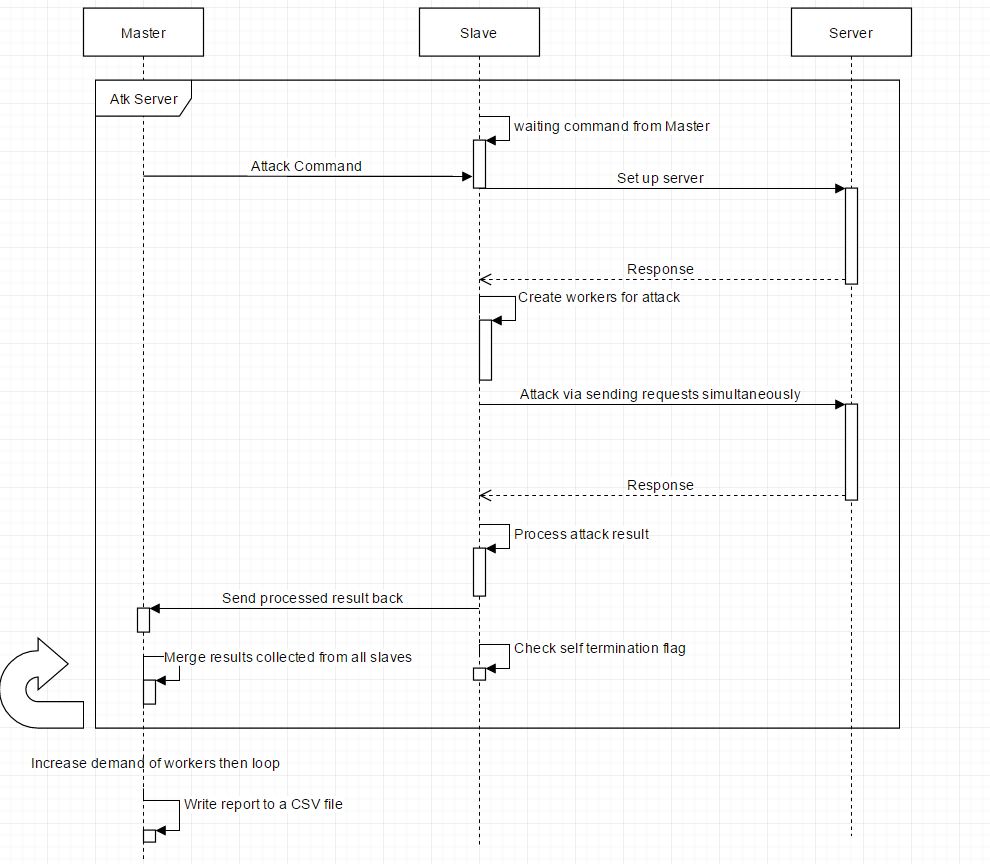 Master
Slave
Server
Atk Server
waiting command from Master
Attack Command
Set up server
Response
Create workers for attack
Attack via sending requests simultaneously
Response
Process attack result
Send processed result back
Check self termination flag
Merge results collected from all slaves
Increase demand of workers then loop
Write report to a CSV file